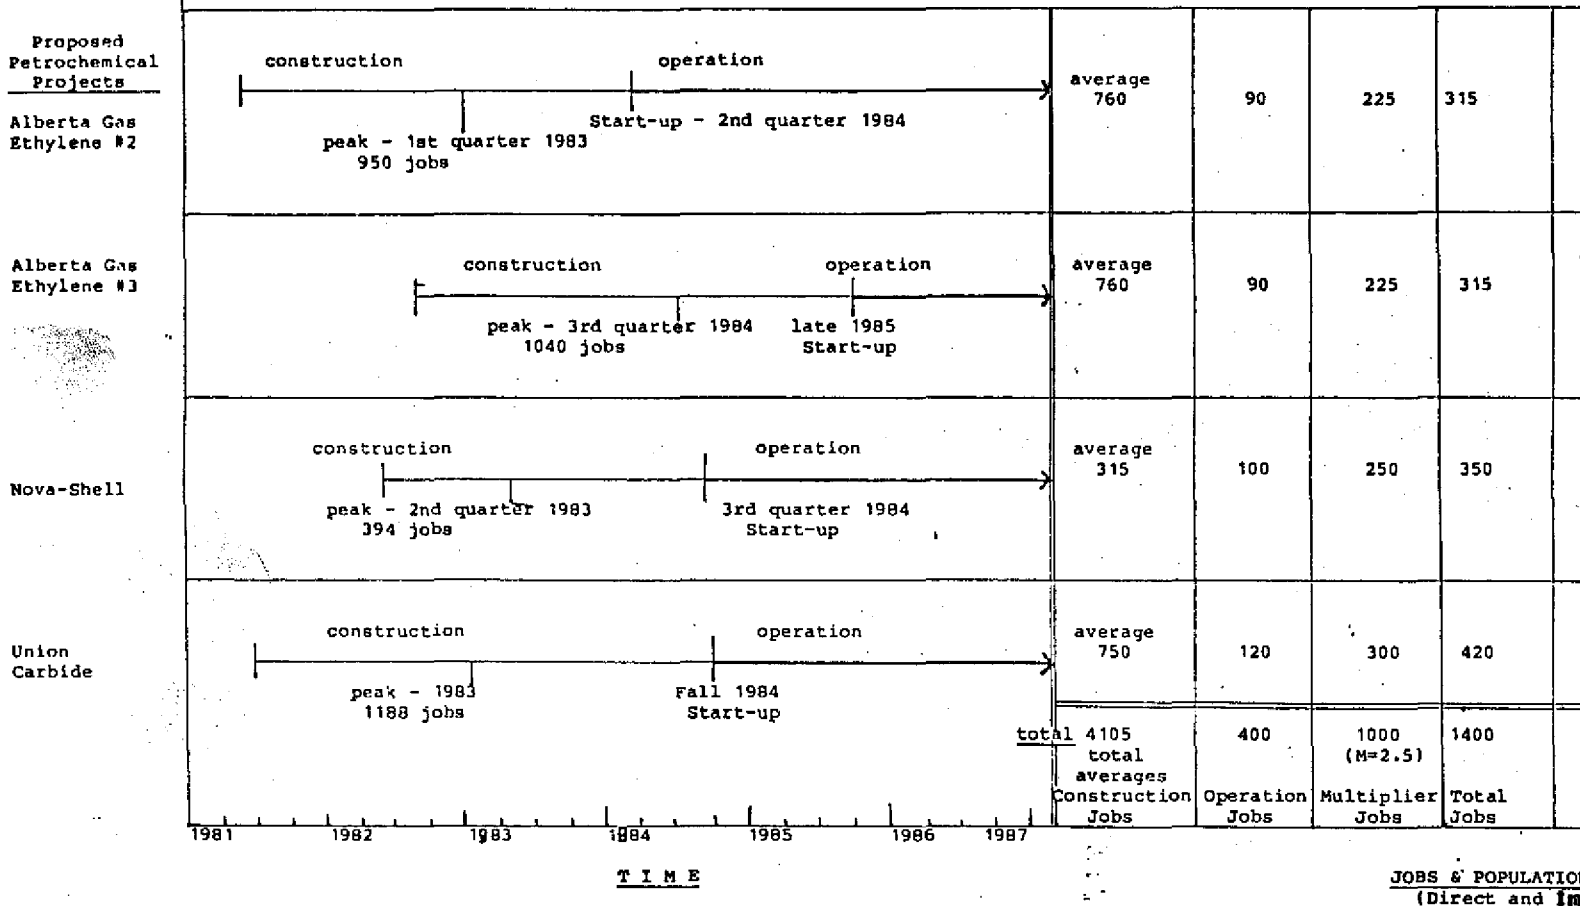 Proposed
Petrochemical
Projects
Alberta Gas
Ethylene #2
construction
operation
peak - 1st quarter 1983
950 jobs
Start-up - 2nd quarter 1984
average
760
90
225
315
Alberta Gas
Ethylene #3
construction
operation
peak - 3rd quarter 1984
1040 jobs
late 1985
Start-up
average
760
90
225
315
Nova-Shell
construction
operation
peak - 2nd quarter 1983
394 jobs
3rd quarter 1984
Start-up
average
315
100
250
350
Union
Carbide
construction
operation
peak - 1983
1188 jobs
Fall 1984
Start-up
average
750
120
300
420
total 4105
total
averages
Construction
Jobs
400
Operation
Jobs
1000
(M=2.5)
Multiplier
Jobs
1400
Total
Jobs
1981 1982 1983 1984 1985 1986 1987
T I M E
JOBS & POPULATIO
(Direct and Im